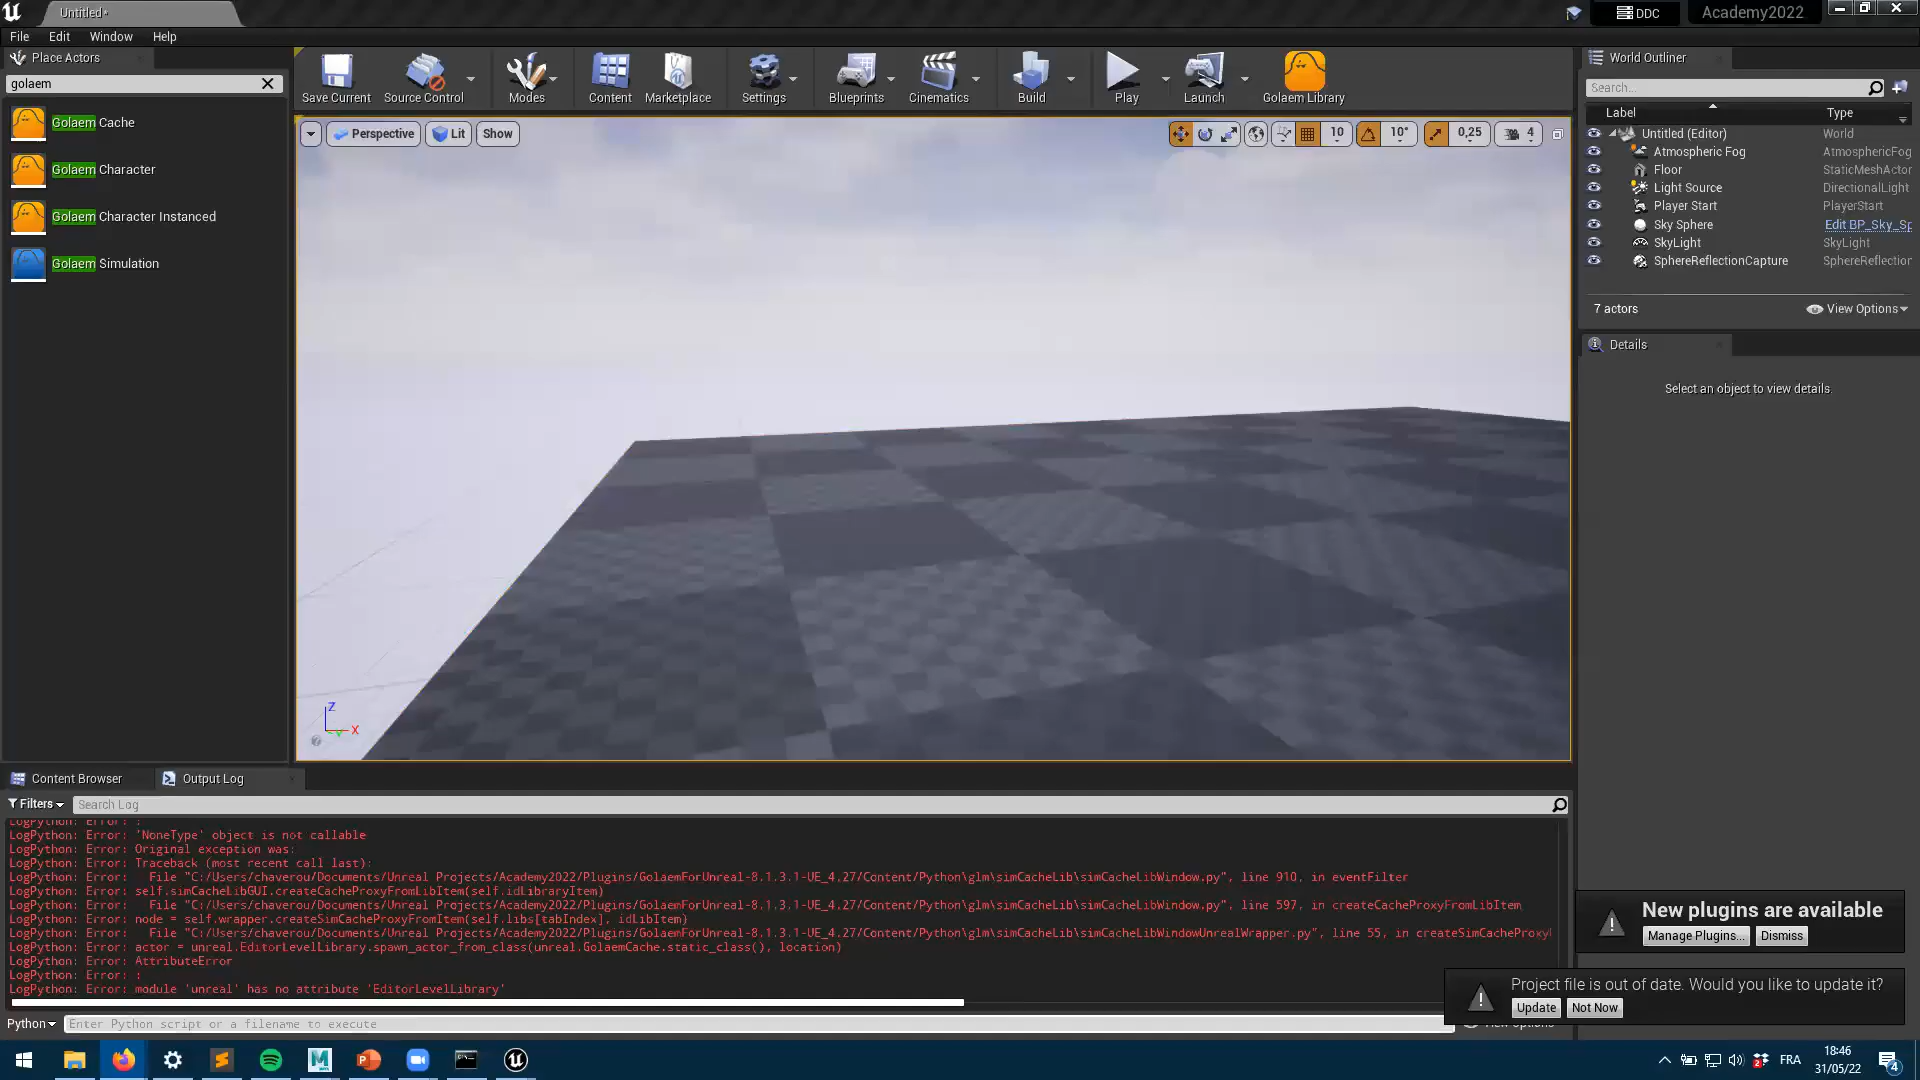 Untitled*
DDC
Academy2022
File Edit Window Help
Place Actors
golaem
Golaem Cache
Golaem Character
Golaem Character Instanced
Golaem Simulation
Save Current Source Control Modes Content Marketplace Settings Blueprints Cinematics Build Play Launch Golaem Library
Perspective Lit Show
10 10° 0,25 4
Z
X
Y
World Outliner
Search...
Label Type
Untitled (Editor) World
Atmospheric Fog AtmosphericFog
Floor StaticMeshActor
Light Source DirectionalLight
Player Start PlayerStart
Sky Sphere Edit BP_Sky_Sp
SkyLight SkyLight
SphereReflectionCapture SphereReflection
7 actors View Options
Details
Select an object to view details.
Content Browser Output Log
Filters Search Log
LogPython: Error: :
LogPython: Error: 'NoneType' object is not callable
LogPython: Error: Original exception was:
LogPython: Error: Traceback (most recent call last):
LogPython: Error:   File "C:/Users/chaverou/Documents/Unreal Projects/Academy2022/Plugins/GolaemForUnreal-8.1.3.1-UE_4.27/Content/Python\glm\simCacheLib\simCacheLibWindow.py", line 910, in eventFilter
LogPython: Error: self.simCacheLibGUI.createCacheProxyFromLibItem(self.idLibraryItem)
LogPython: Error:   File "C:/Users/chaverou/Documents/Unreal Projects/Academy2022/Plugins/GolaemForUnreal-8.1.3.1-UE_4.27/Content/Python\glm\simCacheLib\simCacheLibWindow.py", line 597, in createCacheProxyFromLibItem
LogPython: Error: node = self.wrapper.createSimCacheProxyFromItem(self.libs[tabIndex], idLibItem)
LogPython: Error:   File "C:/Users/chaverou/Documents/Unreal Projects/Academy2022/Plugins/GolaemForUnreal-8.1.3.1-UE_4.27/Content/Python\glm\simCacheLib\simCacheLibWindowUnrealWrapper.py", line 55, in createSimCacheProxy
LogPython: Error: actor = unreal.EditorLevelLibrary.spawn_actor_from_class(unreal.GolaemCache.static_class(), location)
LogPython: Error: AttributeError
LogPython: Error: :
LogPython: Error: module 'unreal' has no attribute 'EditorLevelLibrary'
Python Enter Python script or a filename to execute
View Options
New plugins are available
Manage Plugins... Dismiss
Project file is out of date. Would you like to update it?
Update Not Now
FRA
18:46
31/05/22
4